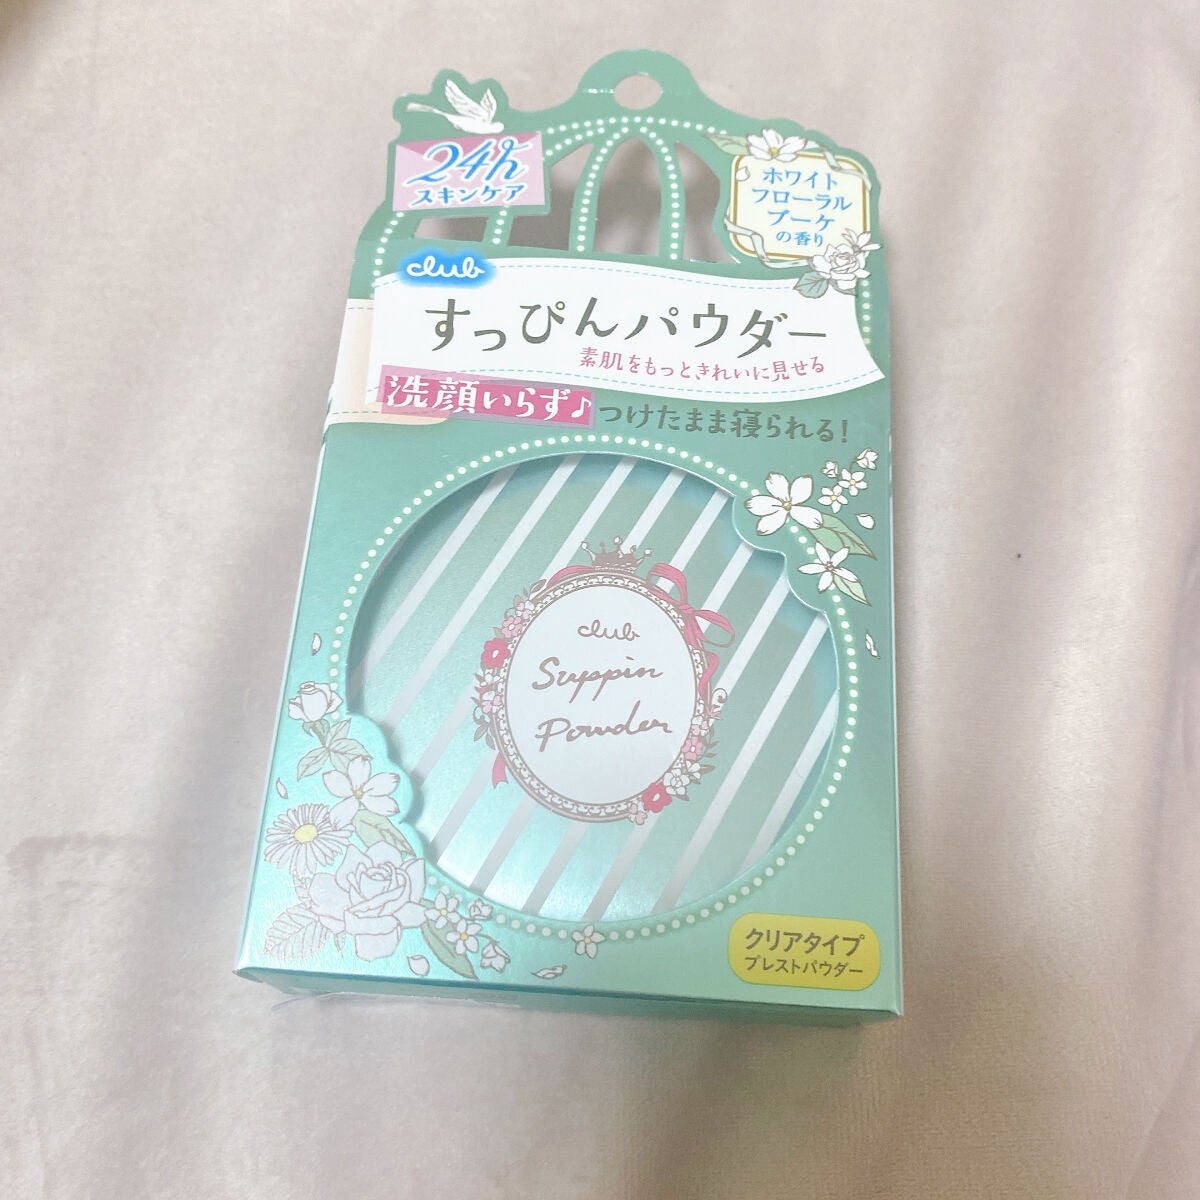 24h
スキンケア
ホワイト
フローラル
ブーケ
の香り
club
すっぴんパウダー
素肌をもっときれいに見せる
洗顔いらず♪つけたまま寝られる!
club
Suppin
Powder
クリアタイプ
プレストパウダー